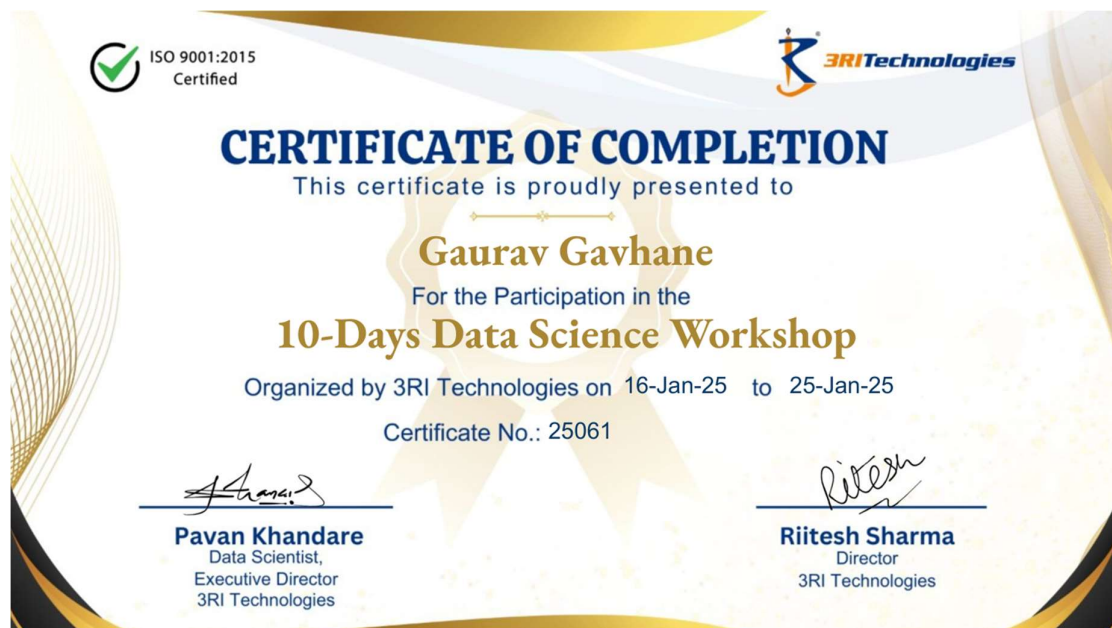 ISO 9001:2015
Certified
3RITechnologies
CERTIFICATE OF COMPLETION
This certificate is proudly presented to
Gaurav Gavhane
For the Participation in the
10-Days Data Science Workshop
Organized by 3RI Technologies on 16-Jan-25 to 25-Jan-25
Certificate No.: 25061
Ritesh
Pavan Khandare
Data Scientist,
Executive Director
3RI Technologies
Riitesh Sharma
Director
3RI Technologies